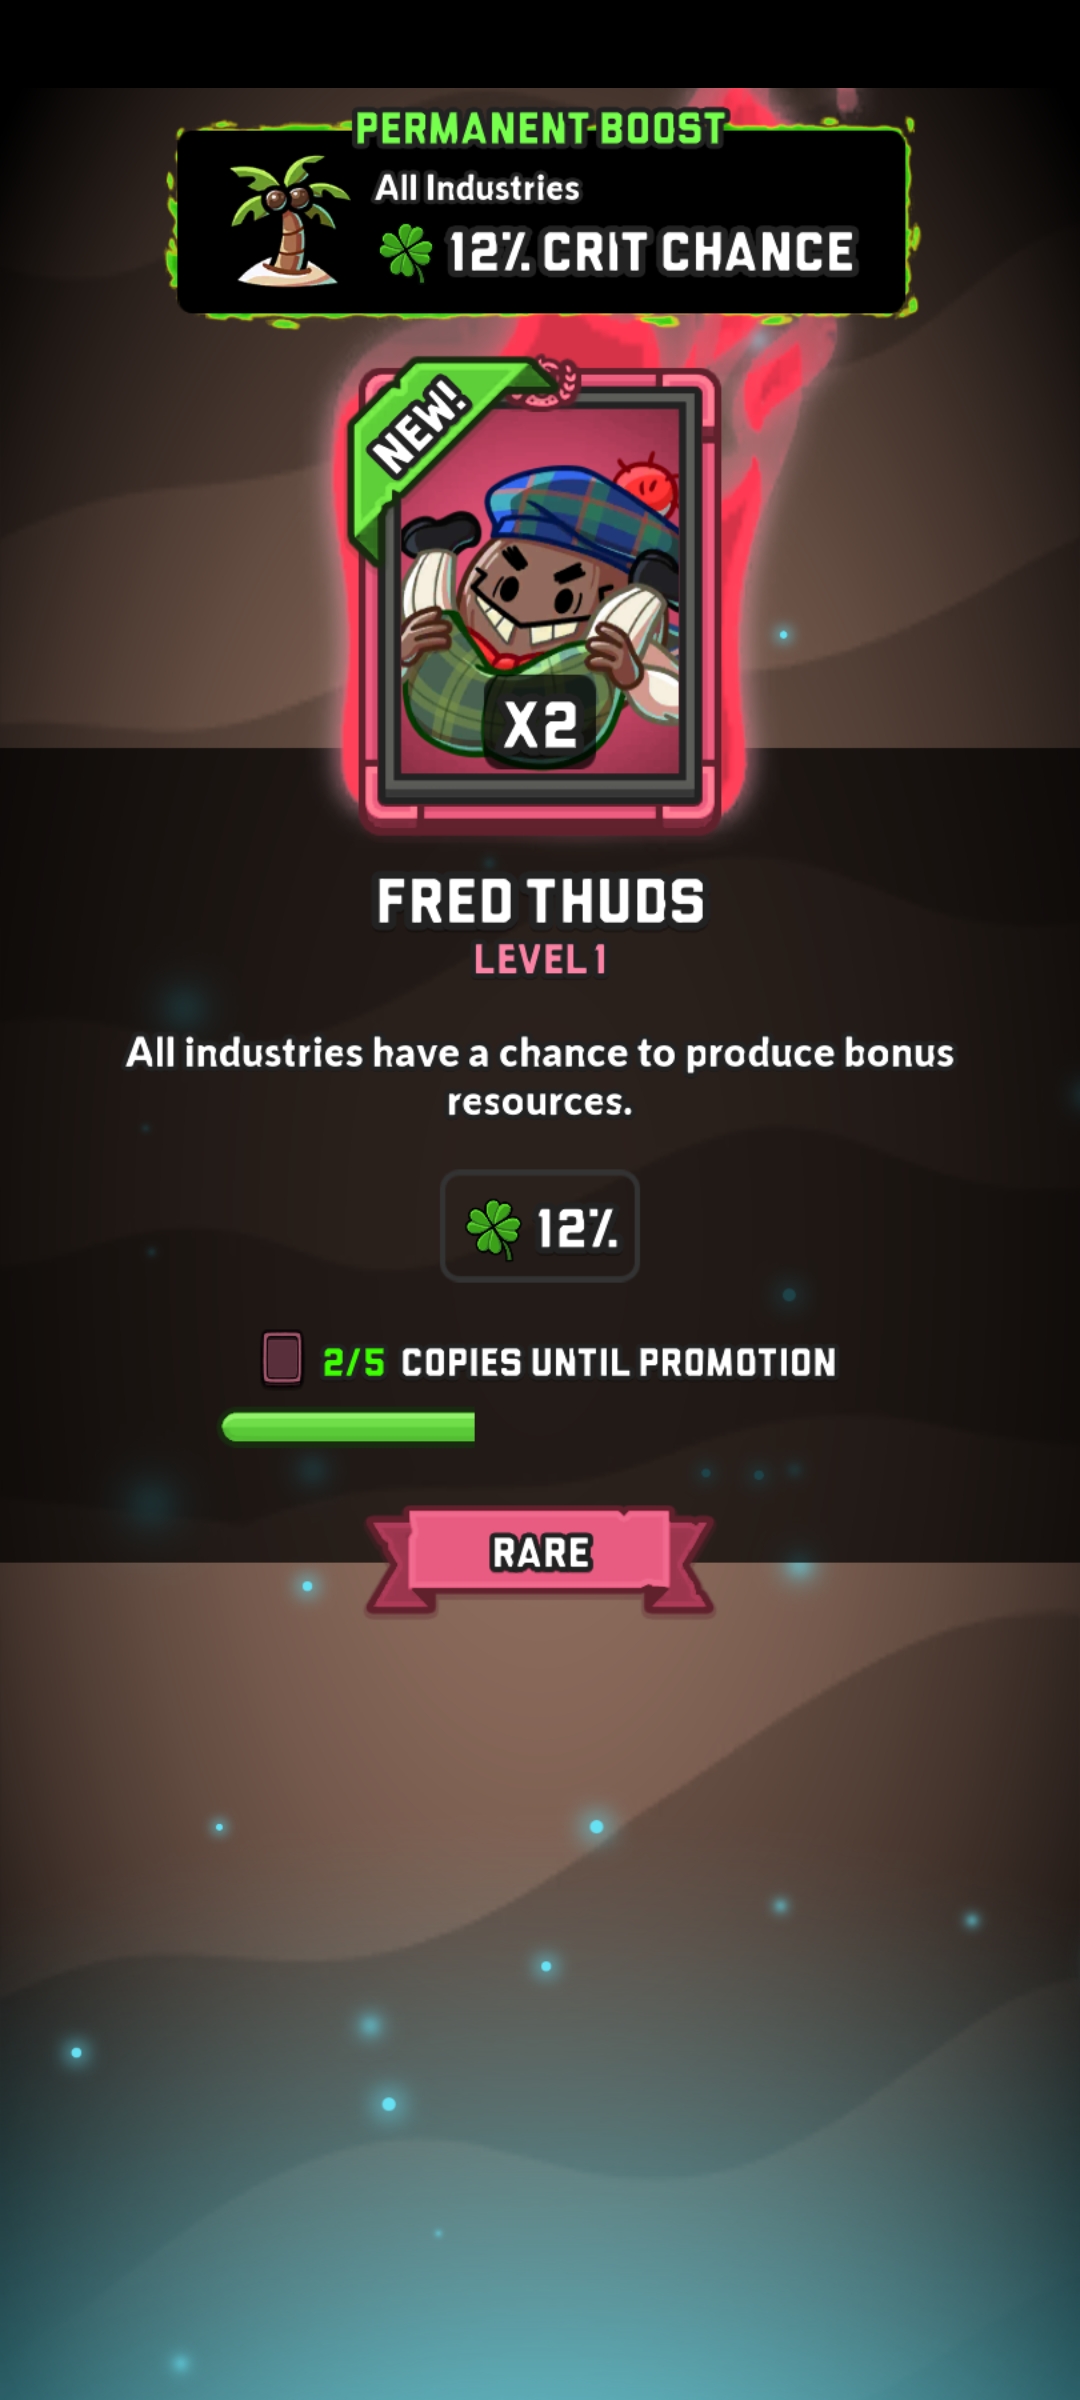 PERMANENT BOOST
All Industries
12% CRIT CHANCE
NEW!
X2
FRED THUDS
LEVEL 1
All industries have a chance to produce bonus
resources.
12%
2/5 COPIES UNTIL PROMOTION
RARE